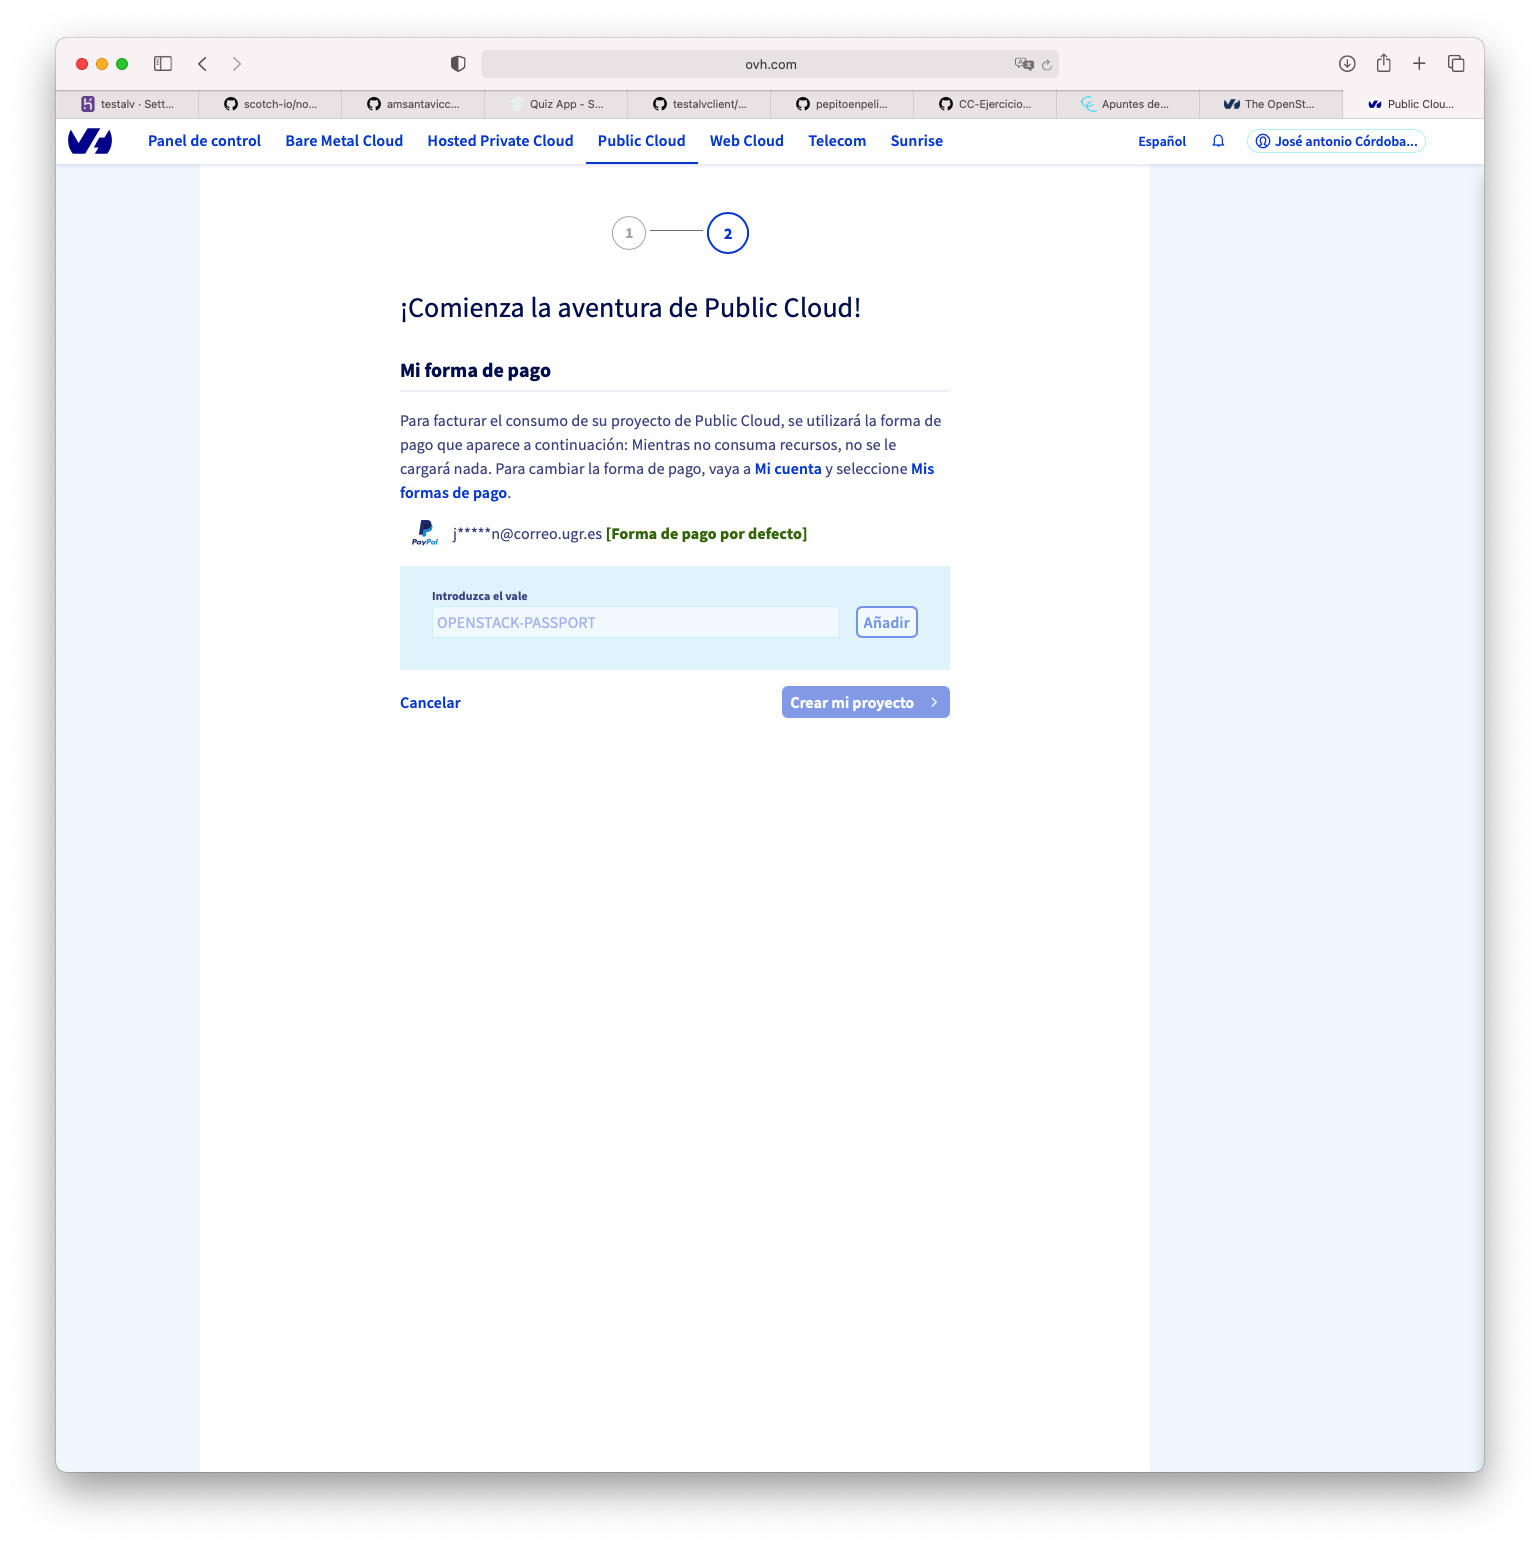 ovh.com
testalv · Sett...
scotch-io/no...
amsantavicc...
Quiz App - S...
testalvclient/...
pepitoenpeli...
CC-Ejercicio...
Apuntes de...
The OpenSt...
Public Clou...
Panel de control
Bare Metal Cloud
Hosted Private Cloud
Public Cloud
Web Cloud
Telecom
Sunrise
Español
José antonio Córdoba...
1
2
¡Comienza la aventura de Public Cloud!
Mi forma de pago
Para facturar el consumo de su proyecto de Public Cloud, se utilizará la forma de
pago que aparece a continuación: Mientras no consuma recursos, no se le
cargará nada. Para cambiar la forma de pago, vaya a Mi cuenta y seleccione Mis
formas de pago.
PayPal
j*****n@correo.ugr.es [Forma de pago por defecto]
Introduzca el vale
OPENSTACK-PASSPORT
Añadir
Cancelar
Crear mi proyecto